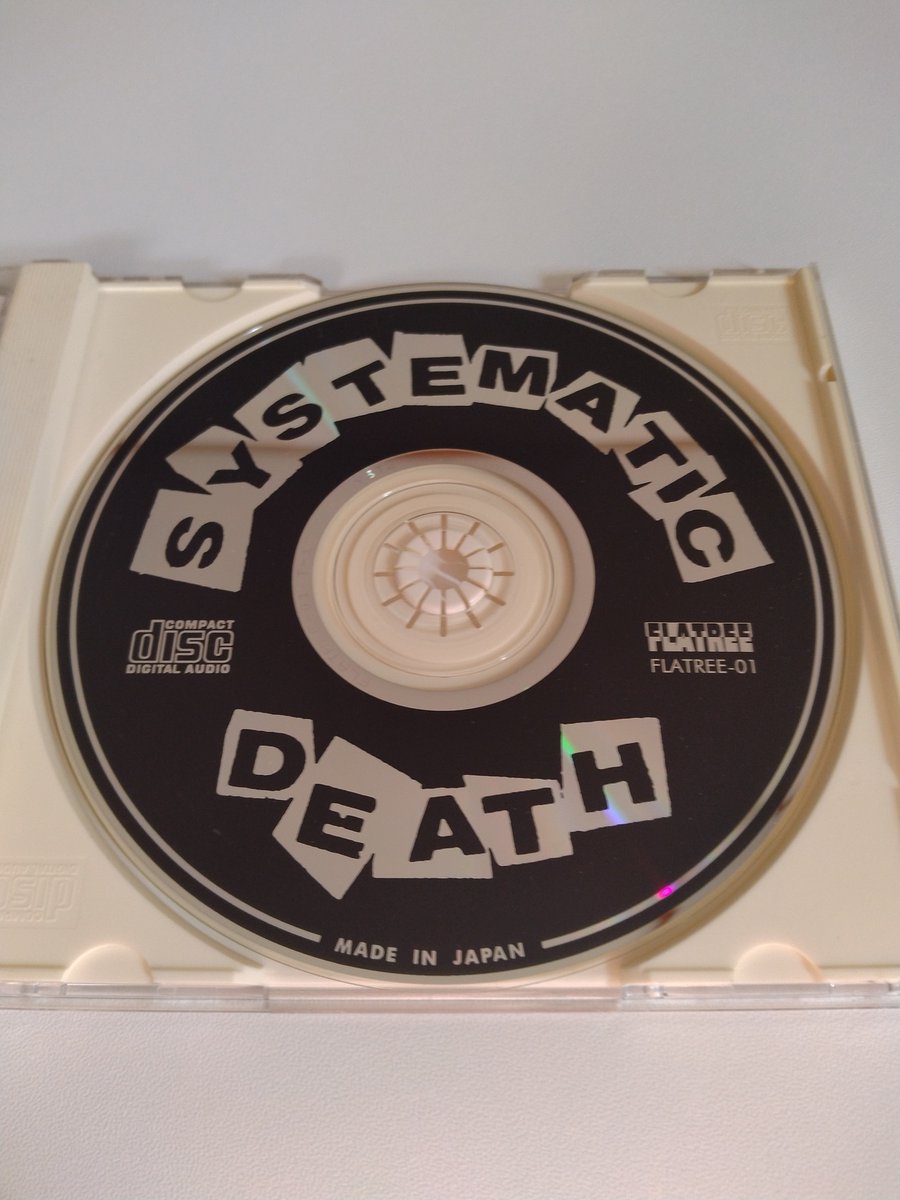 SYSTEMATIC
COMPACT
disc
DIGITAL AUDIO
FLATREE
FLATREE-01
DEATH
MADE IN JAPAN